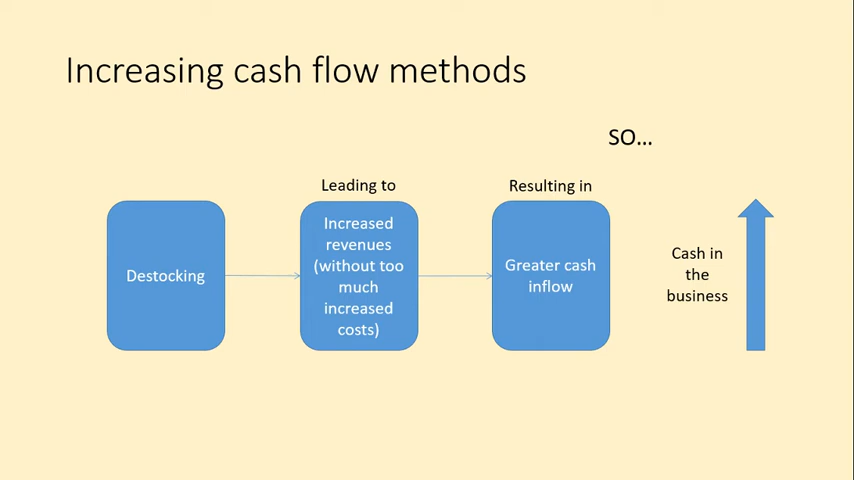 Increasing cash flow methods
SO...
Leading to
Resulting in
Destocking
Increased
revenues
(without too
much
increased
costs)
Greater cash
inflow
Cash in
the
business